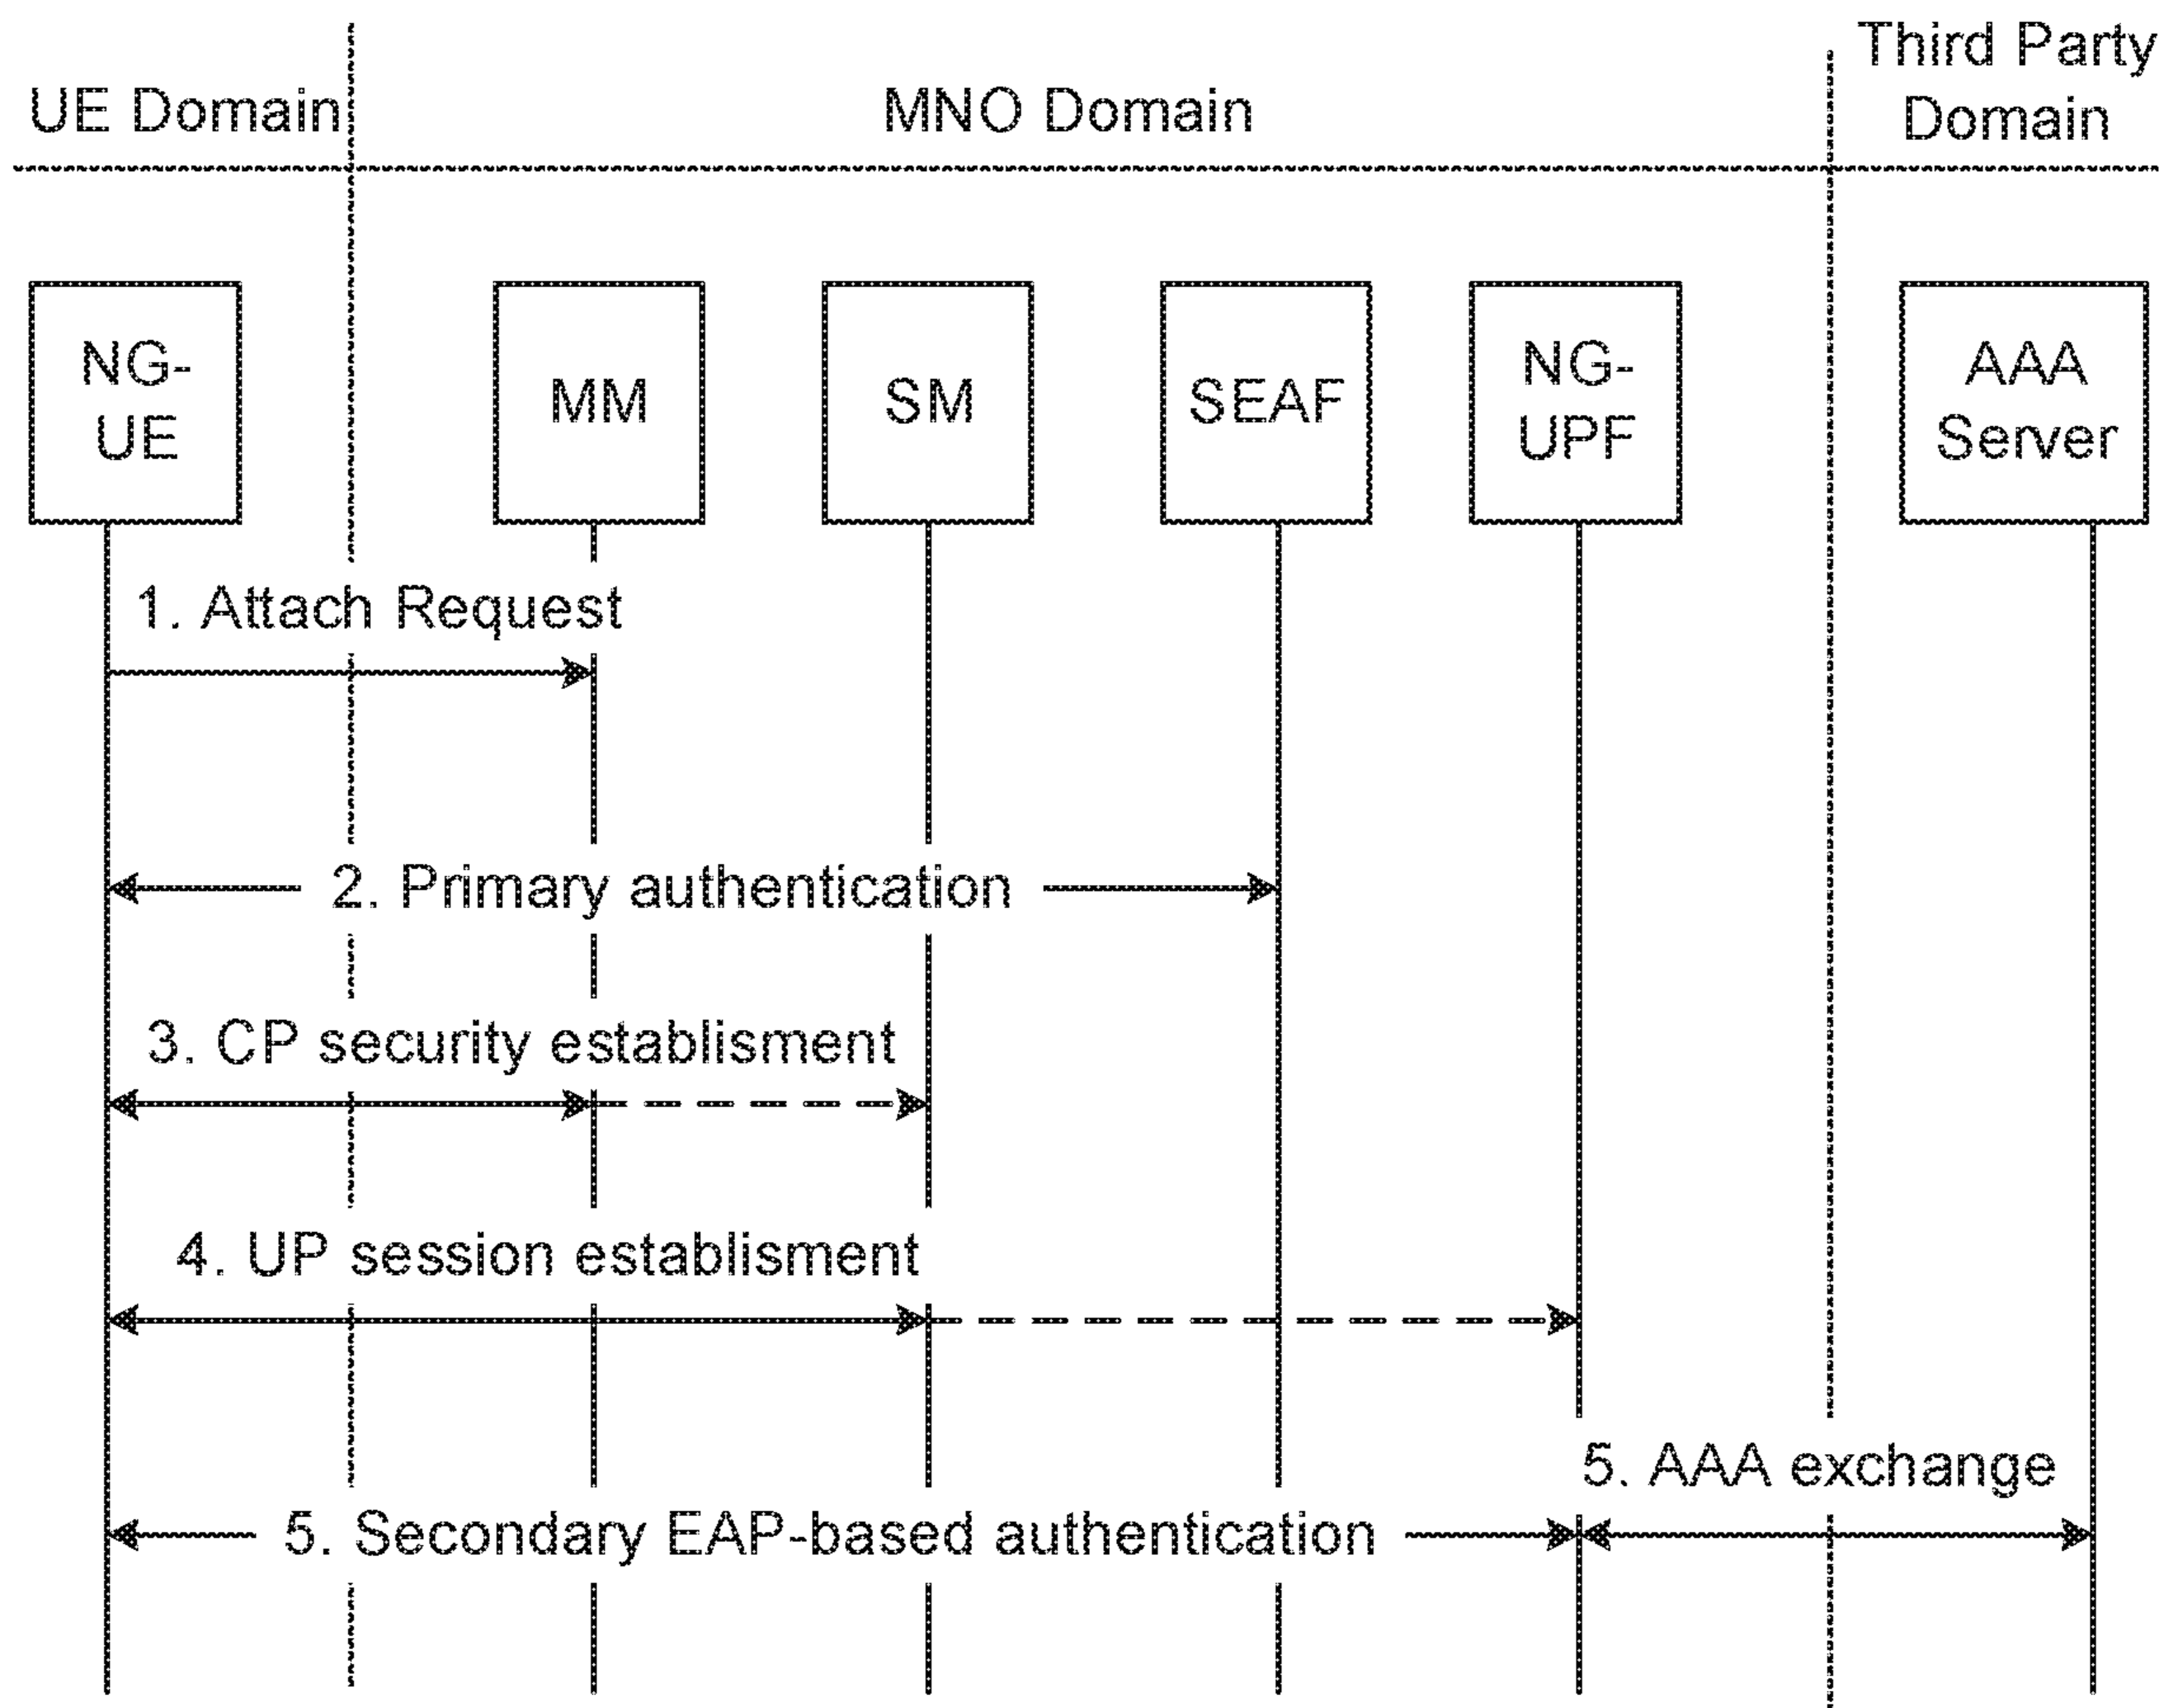 UE Domain
MNO Domain
Third Party
Domain
NG-
UE
MM
SM
SEAF
NG-
UPF
AAA
Server
1. Attach Request
2. Primary authentication
3. CP security establisment
4. UP session establisment
5. AAA exchange
5. Secondary EAP-based authentication